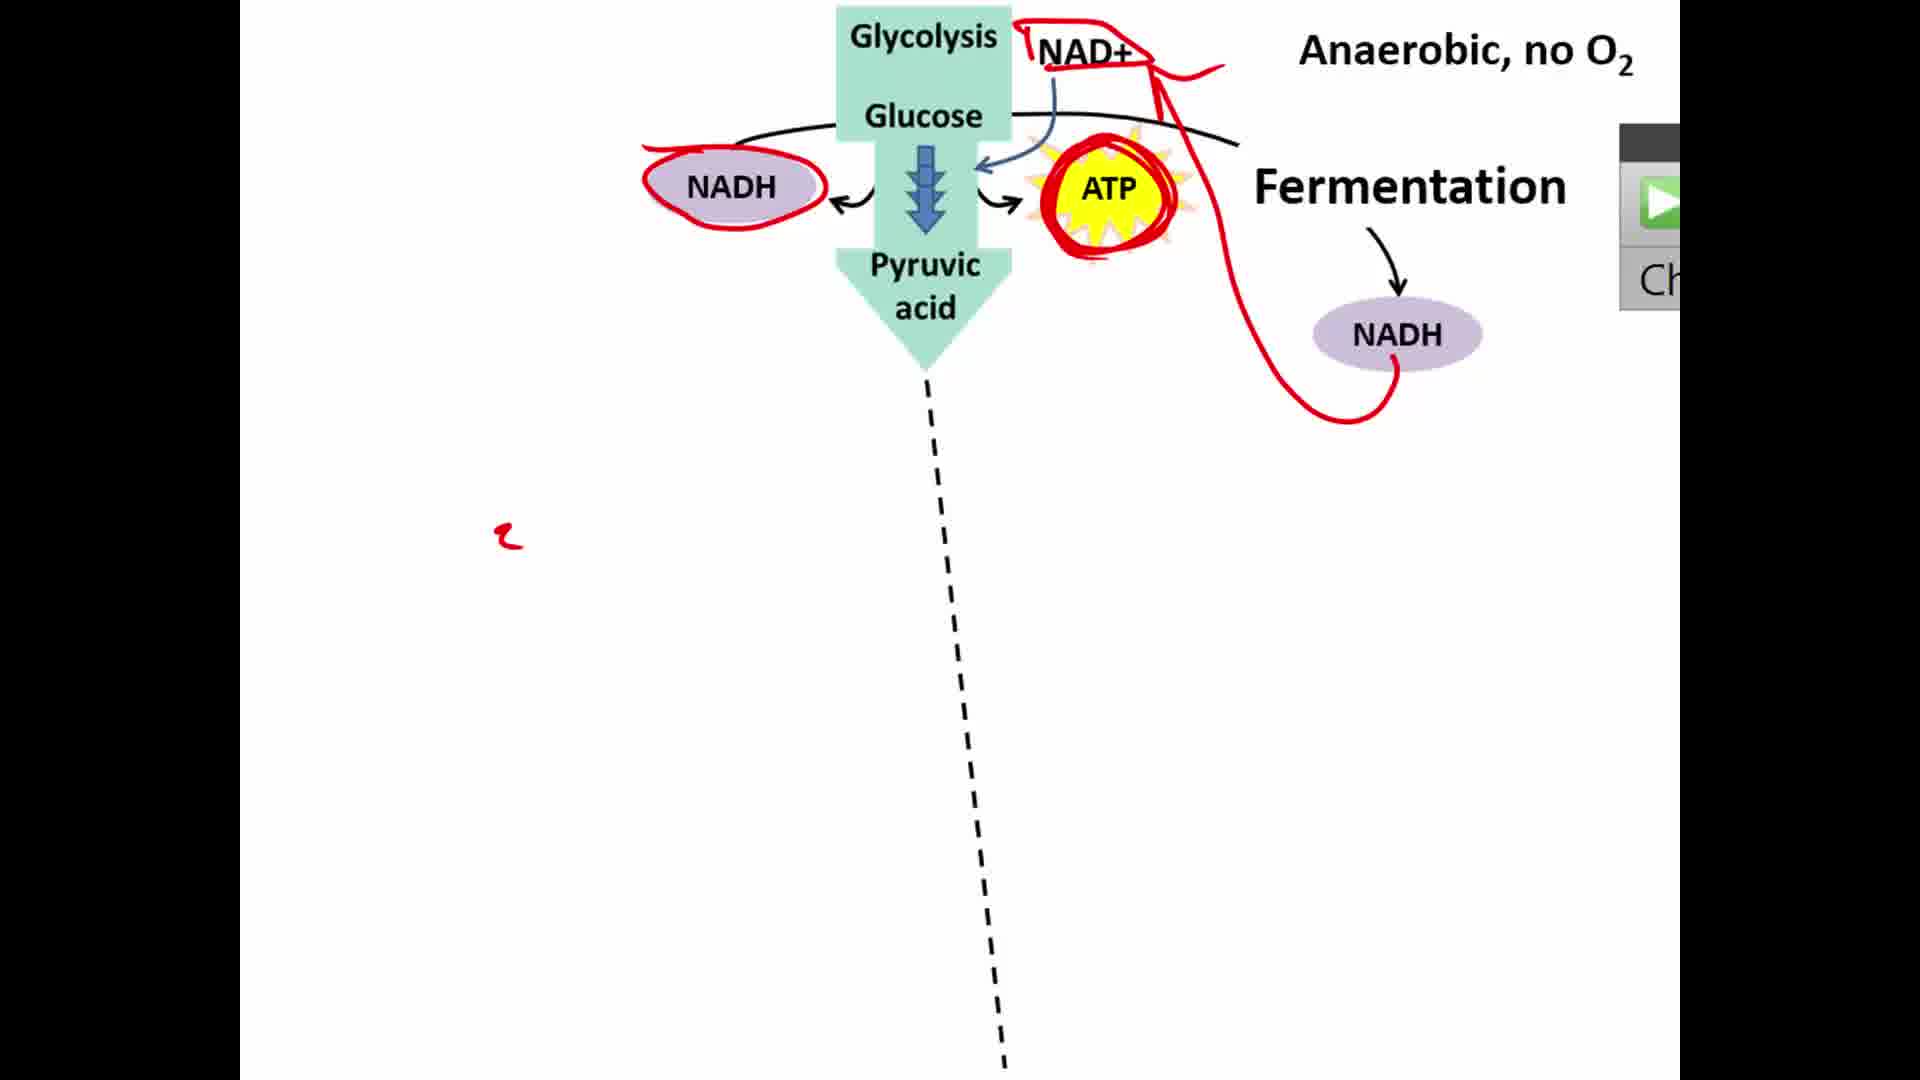 Glycolysis
NAD+
Anaerobic, no O₂
Glucose
NADH
ATP
Fermentation
Pyruvic
acid
Ch
NADH